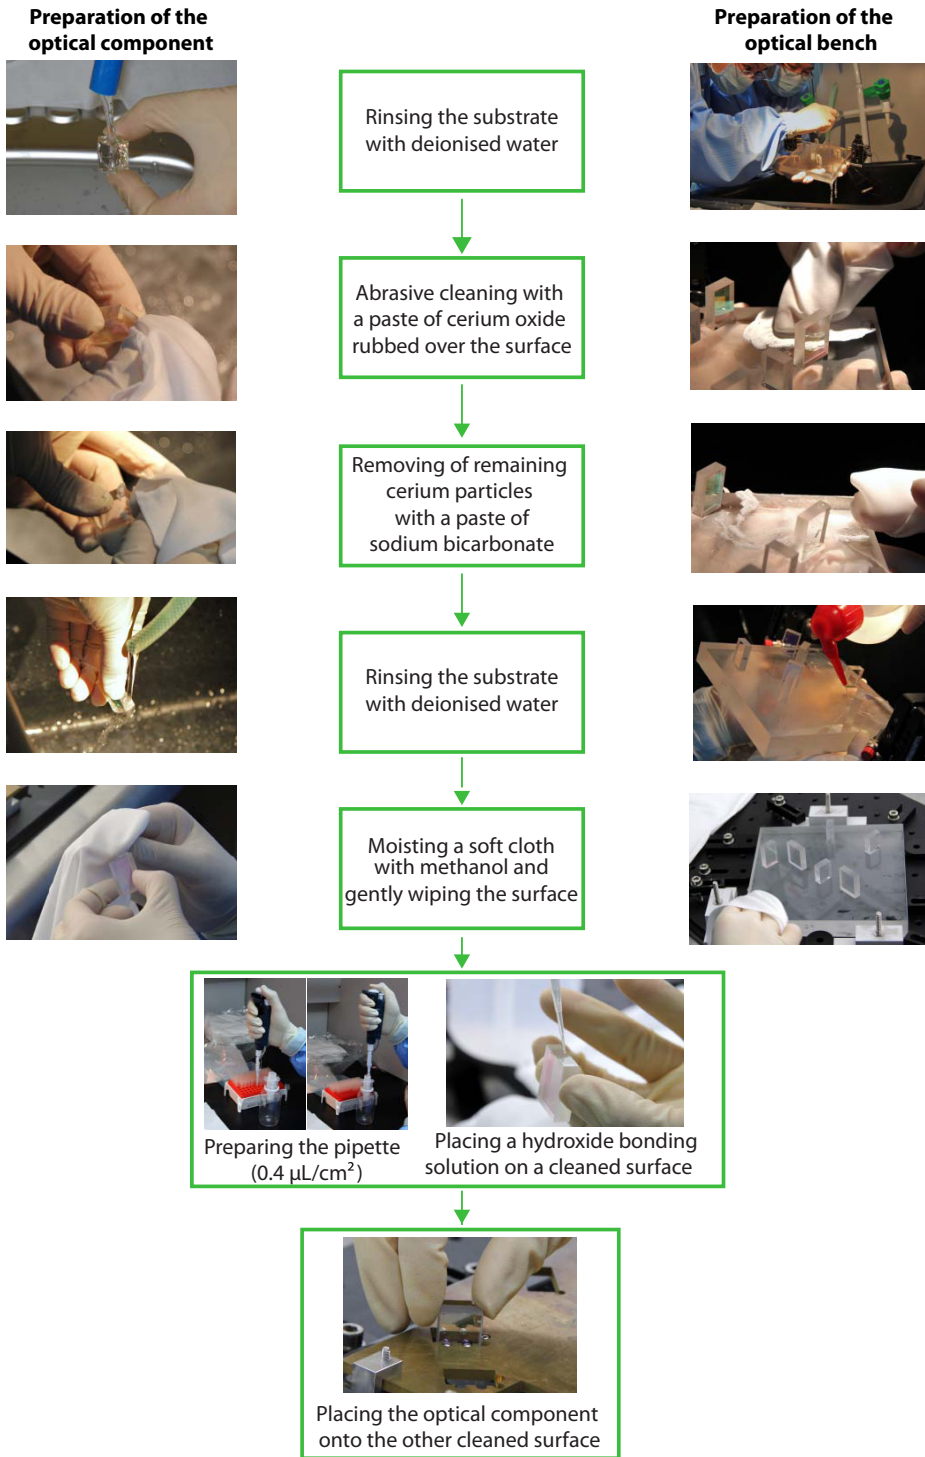 Preparation of the
optical component
Preparation of the
optical bench
Rinsing the substrate
with deionised water
Abrasive cleaning with
a paste of cerium oxide
rubbed over the surface
Removing of remaining
cerium particles
with a paste of
sodium bicarbonate
Rinsing the substrate
with deionised water
Moisting a soft cloth
with methanol and
gently wiping the surface
Preparing the pipette
(0.4 µL/cm²)
Placing a hydroxide bonding
solution on a cleaned surface
Placing the optical component
onto the other cleaned surface